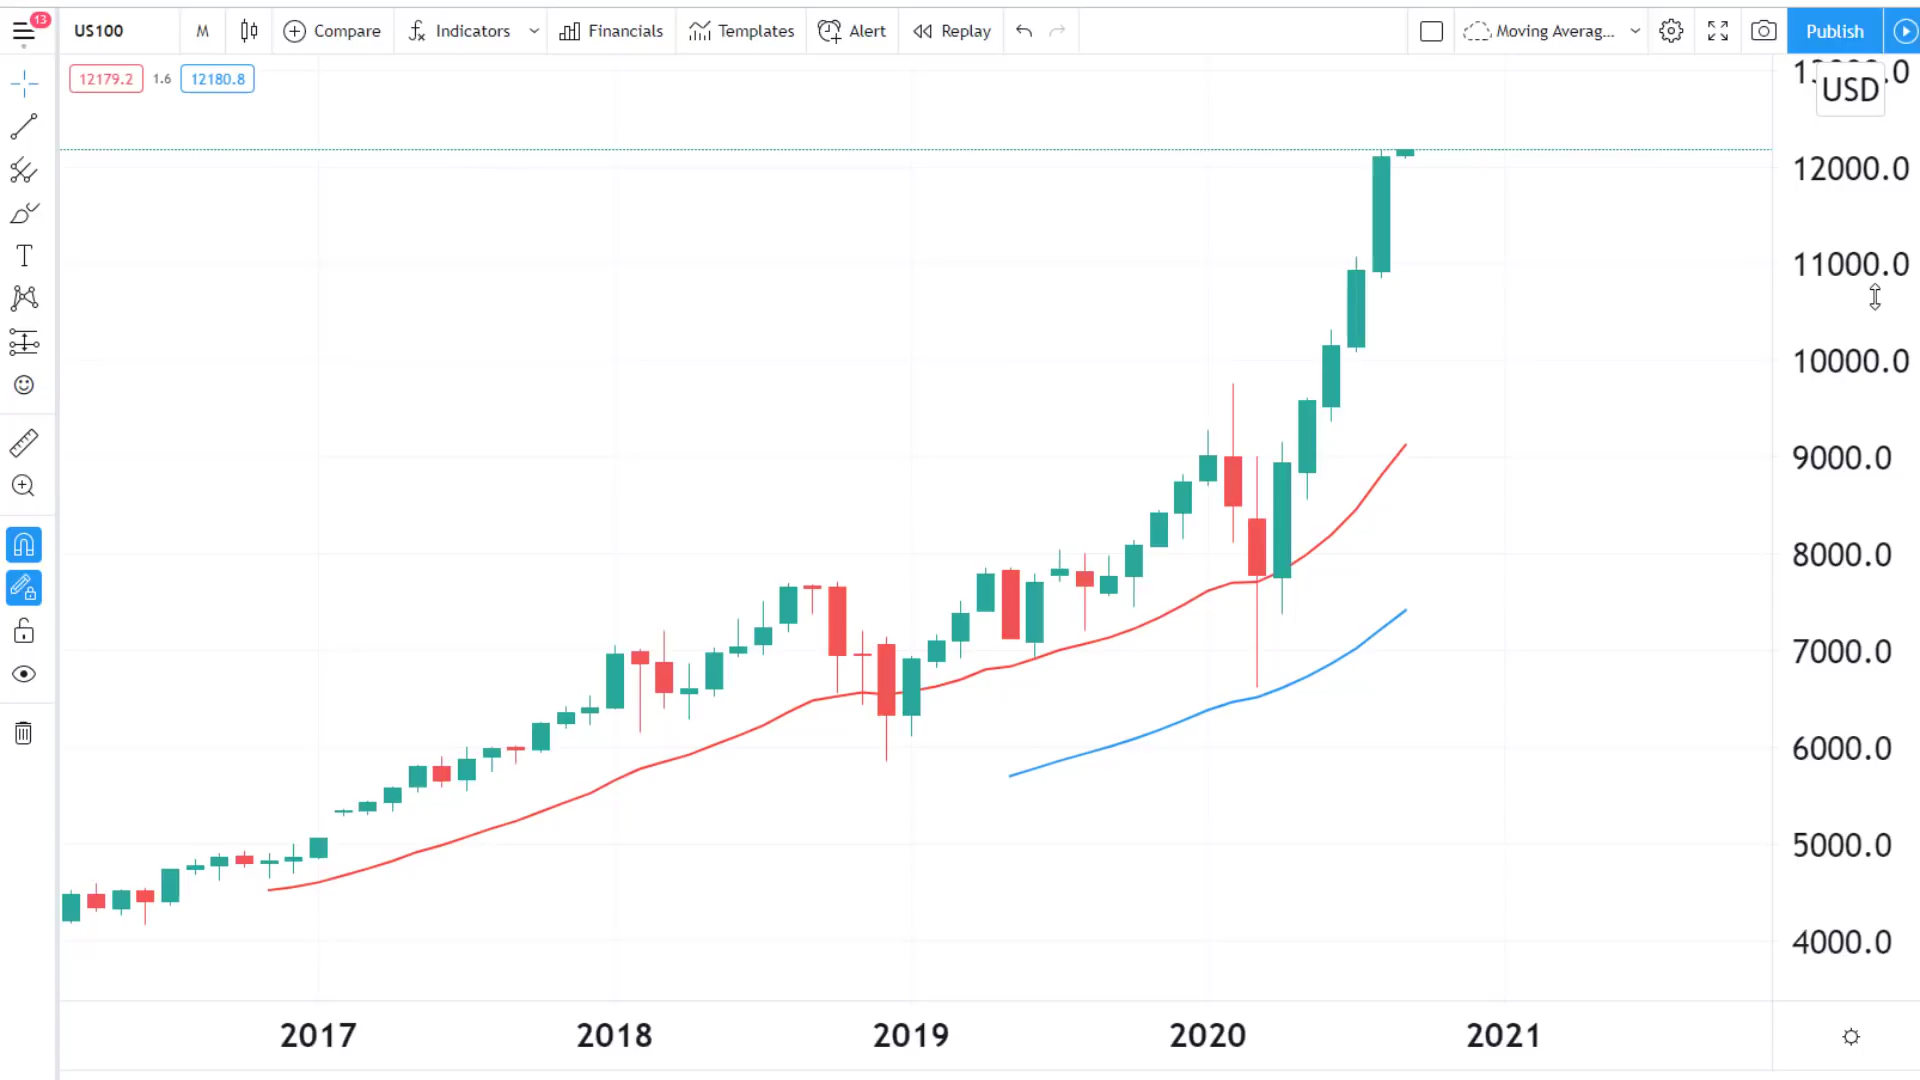 13
US100 M Compare Indicators Financials Templates Alert Replay Moving Averag... Publish
12179.2 1.6 12180.8
USD
12000.0
11000.0
10000.0
9000.0
8000.0
7000.0
6000.0
5000.0
4000.0
2017 2018 2019 2020 2021